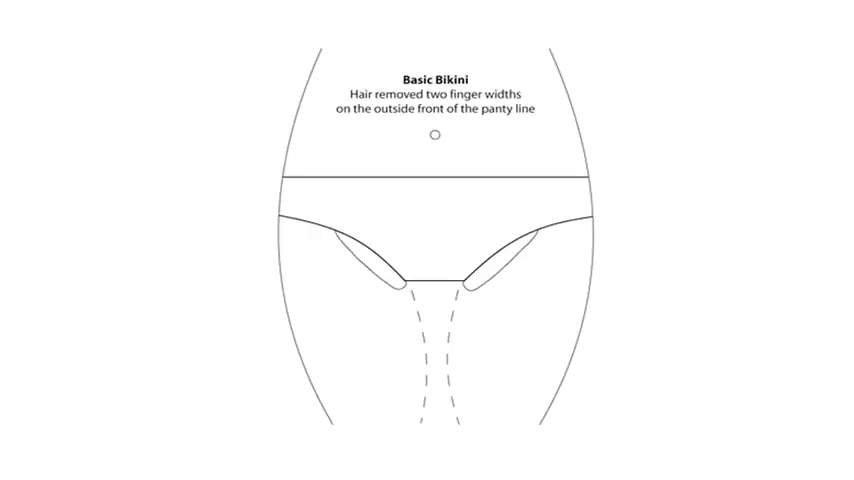 Basic Bikini
Hair removed two finger widths
on the outside front of the panty line